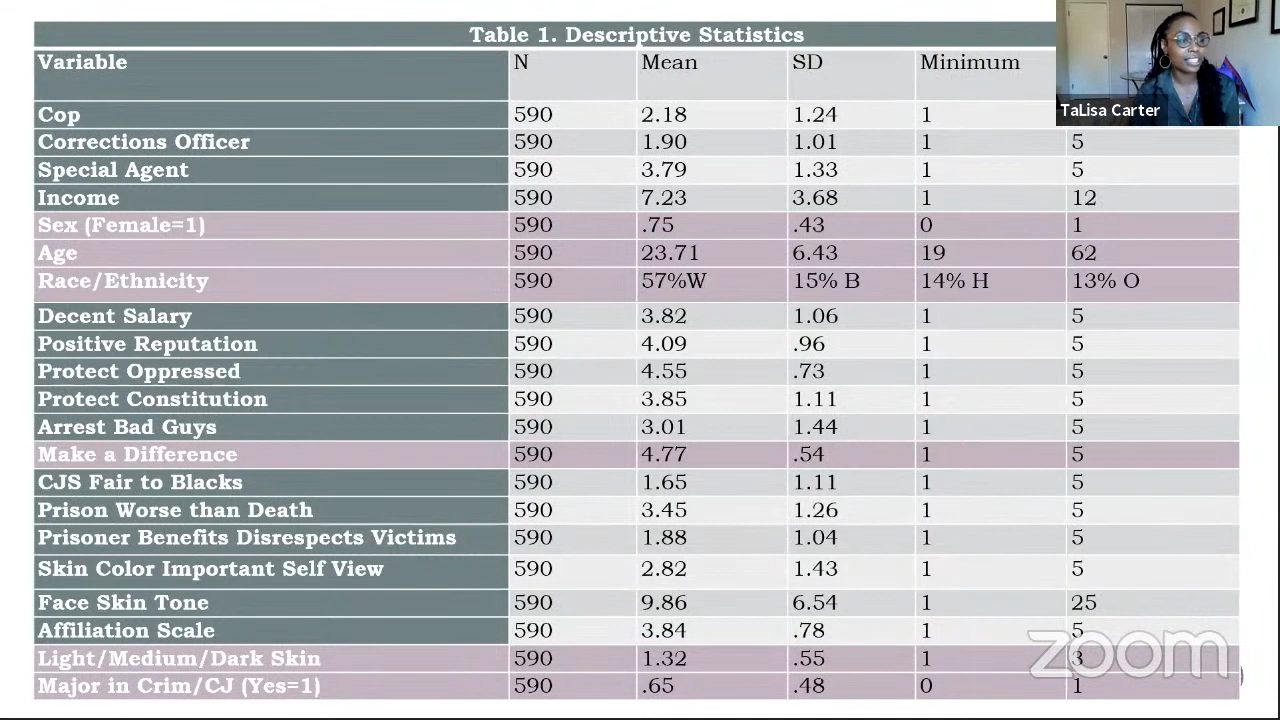 Table 1. Descriptive Statistics
Variable N Mean SD Minimum
TaLisa Carter
Cop 590 2.18 1.24 1
Corrections Officer 590 1.90 1.01 1 5
Special Agent 590 3.79 1.33 1 5
Income 590 7.23 3.68 1 12
Sex (Female=1) 590 .75 .43 0 1
Age 590 23.71 6.43 19 62
Race/Ethnicity 590 57%W 15% B 14% H 13% O
Decent Salary 590 3.82 1.06 1 5
Positive Reputation 590 4.09 .96 1 5
Protect Oppressed 590 4.55 .73 1 5
Protect Constitution 590 3.85 1.11 1 5
Arrest Bad Guys 590 3.01 1.44 1 5
Make a Difference 590 4.77 .54 1 5
CJS Fair to Blacks 590 1.65 1.11 1 5
Prison Worse than Death 590 3.45 1.26 1 5
Prisoner Benefits Disrespects Victims 590 1.88 1.04 1 5
Skin Color Important Self View 590 2.82 1.43 1 5
Face Skin Tone 590 9.86 6.54 1 25
Affiliation Scale 590 3.84 .78 1 5
Light/Medium/Dark Skin 590 1.32 .55 1 3
Major in Crim/CJ (Yes=1) 590 .65 .48 0 1
zoom